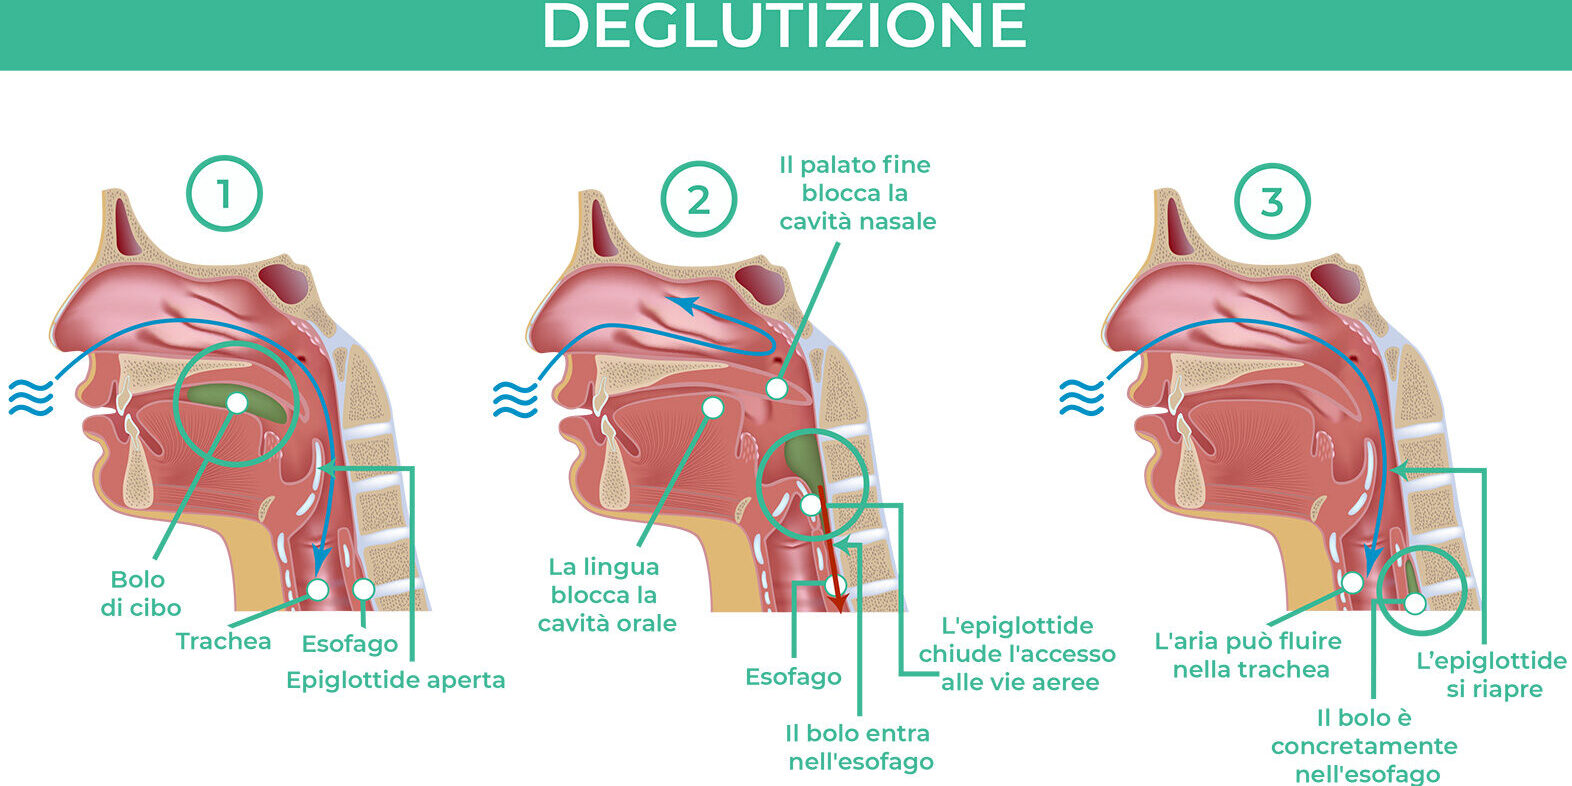 DEGLUTIZIONE
1
Bolo
di cibo
Trachea
Esofago
Epiglottide aperta
2
Il palato fine
blocca la
cavità nasale
La lingua
blocca la
cavità orale
Esofago
L'epiglottide
chiude l'accesso
alle vie aeree
Il bolo entra
nell'esofago
3
L'aria può fluire
nella trachea
L’epiglottide
si riapre
Il bolo è
concretamente
nell'esofago